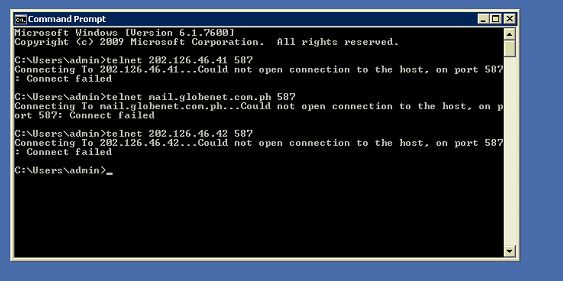 Command Prompt
Microsoft Windows [Version 6.1.7600]
Copyright (c) 2009 Microsoft Corporation.  All rights reserved.
C:\Users\admin>telnet 202.126.46.41 587
Connecting To 202.126.46.41...Could not open connection to the host, on port 587
: Connect failed
C:\Users\admin>telnet mail.globenet.com.ph 587
Connecting To mail.globenet.com.ph...Could not open connection to the host, on p
ort 587: Connect failed
C:\Users\admin>telnet 202.126.46.42 587
Connecting To 202.126.46.42...Could not open connection to the host, on port 587
: Connect failed
C:\Users\admin>_